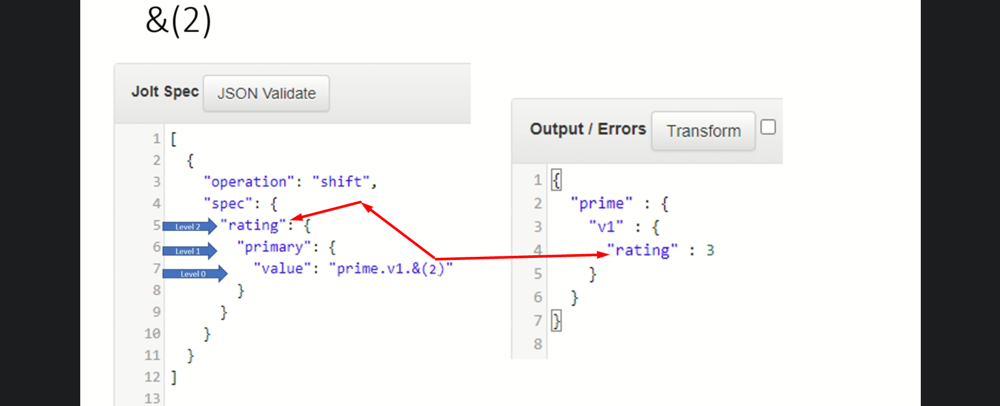 &(2)
Jolt Spec JSON Validate
1 [
2 {
3 "operation": "shift",
4 "spec": {
5 Level 2 "rating": {
6 Level 1 "primary": {
7 Level 0 "value": "prime.v1.&(2)"
8 }
9 }
10 }
11 }
12 ]
13
Output / Errors Transform
1 {
2 "prime" : {
3 "v1" : {
4 "rating" : 3
5 }
6 }
7 }
8